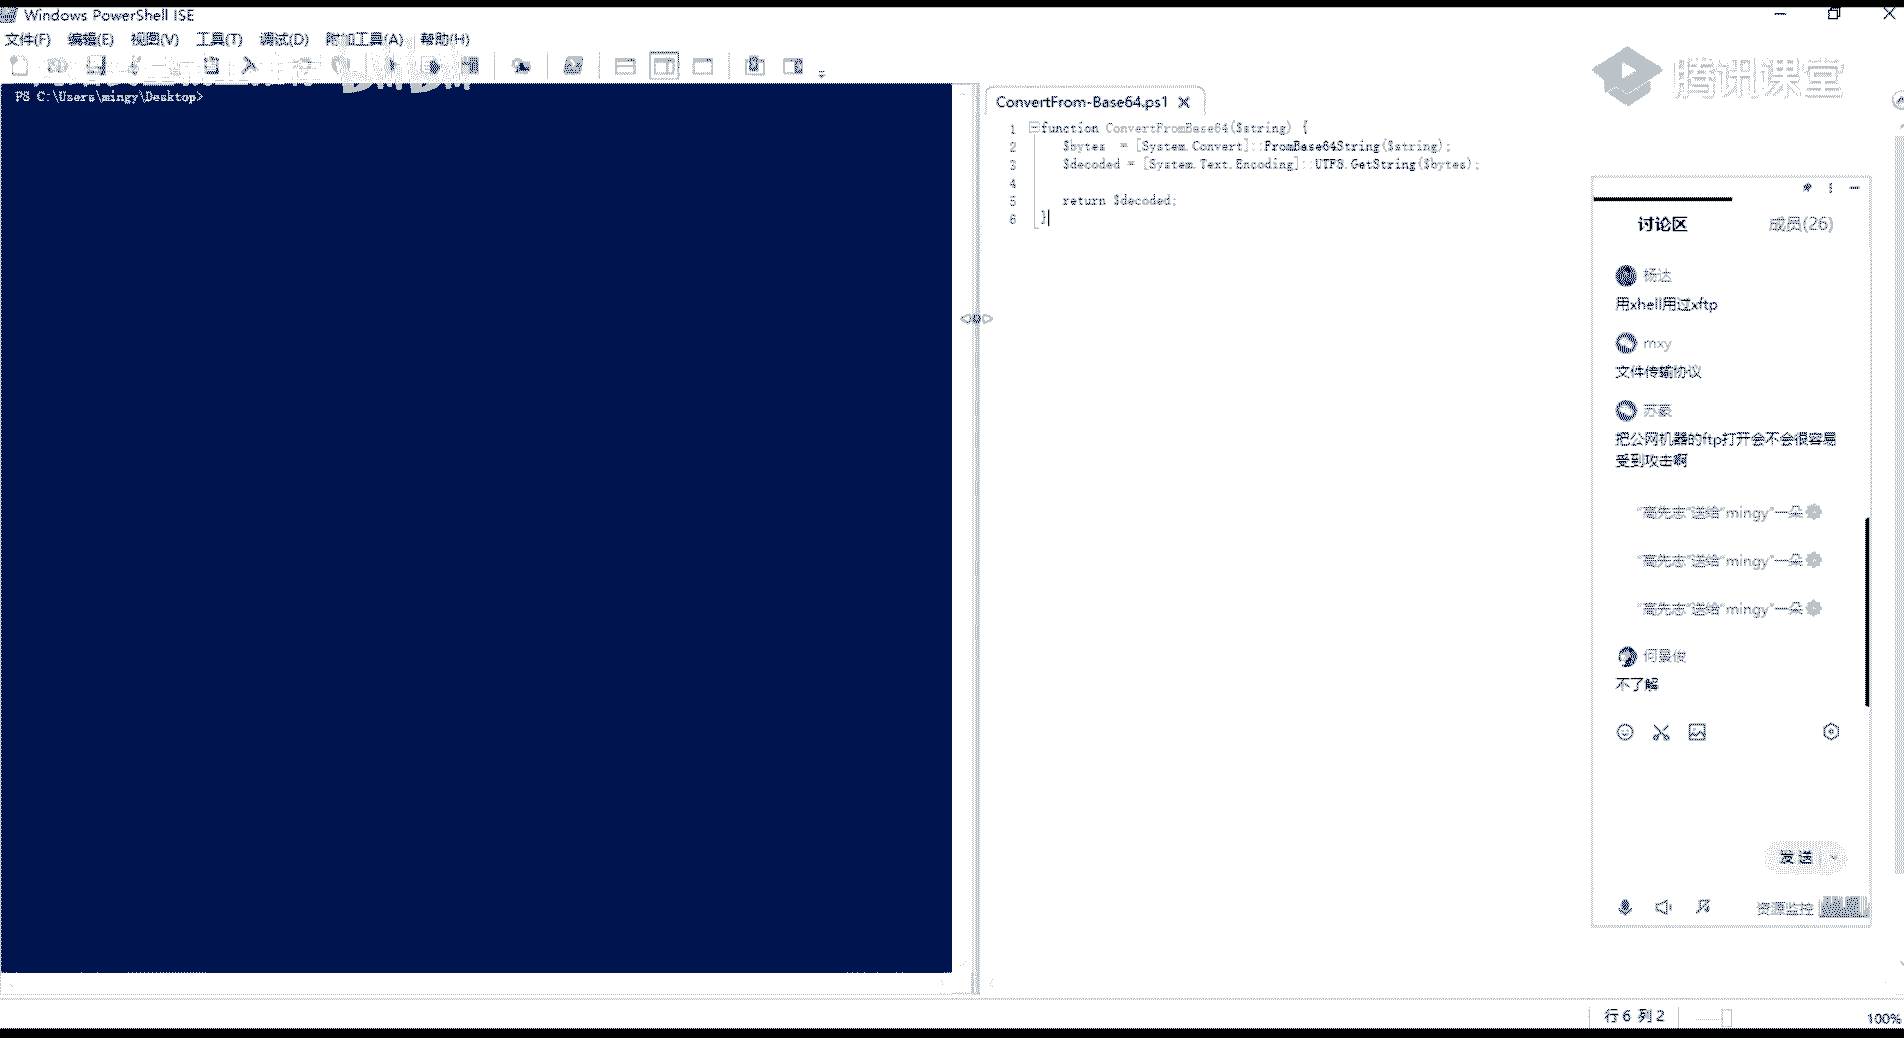 Windows PowerShell ISE
文件(F) 编辑(E) 视图(V) 工具(T) 调试(D) 附加工具(A) 帮助(H)
腾讯课堂
PS C:\Users\mingy\Desktop>
ConvertFrom-Base64.ps1
1 function ConvertFromBase64($string) {
2 $bytes = [System.Convert]::FromBase64String($string);
3 $decoded = [System.Text.Encoding]::UTF8.GetString($bytes);
4
5 return $decoded;
6 }
讨论区 成员(26)
杨达
用xhell用过xftp
mxy
文件传输协议
苏豪
把公网机器的ftp打开会不会很容易
受到攻击啊
"高先志"送给"mingy"一朵
"高先志"送给"mingy"一朵
"高先志"送给"mingy"一朵
何景俊
不了解
发送
资源监控
行 6 列 2
100%